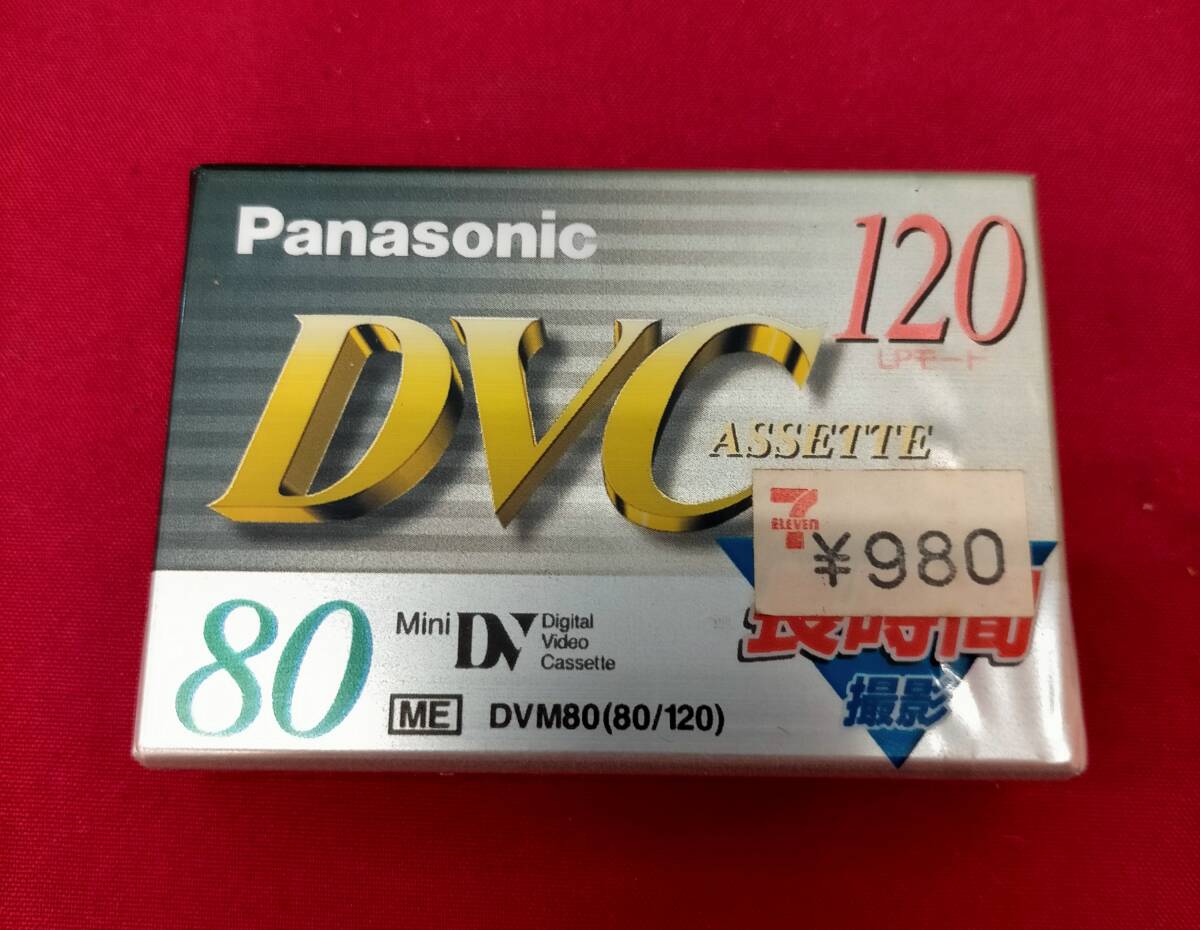 Panasonic
120
LPモード
DVC
ASSETTE
7
ELEVEN
¥980
長時間
撮影
80
Mini DV Digital
Video
Cassette
ME DVM80(80/120)